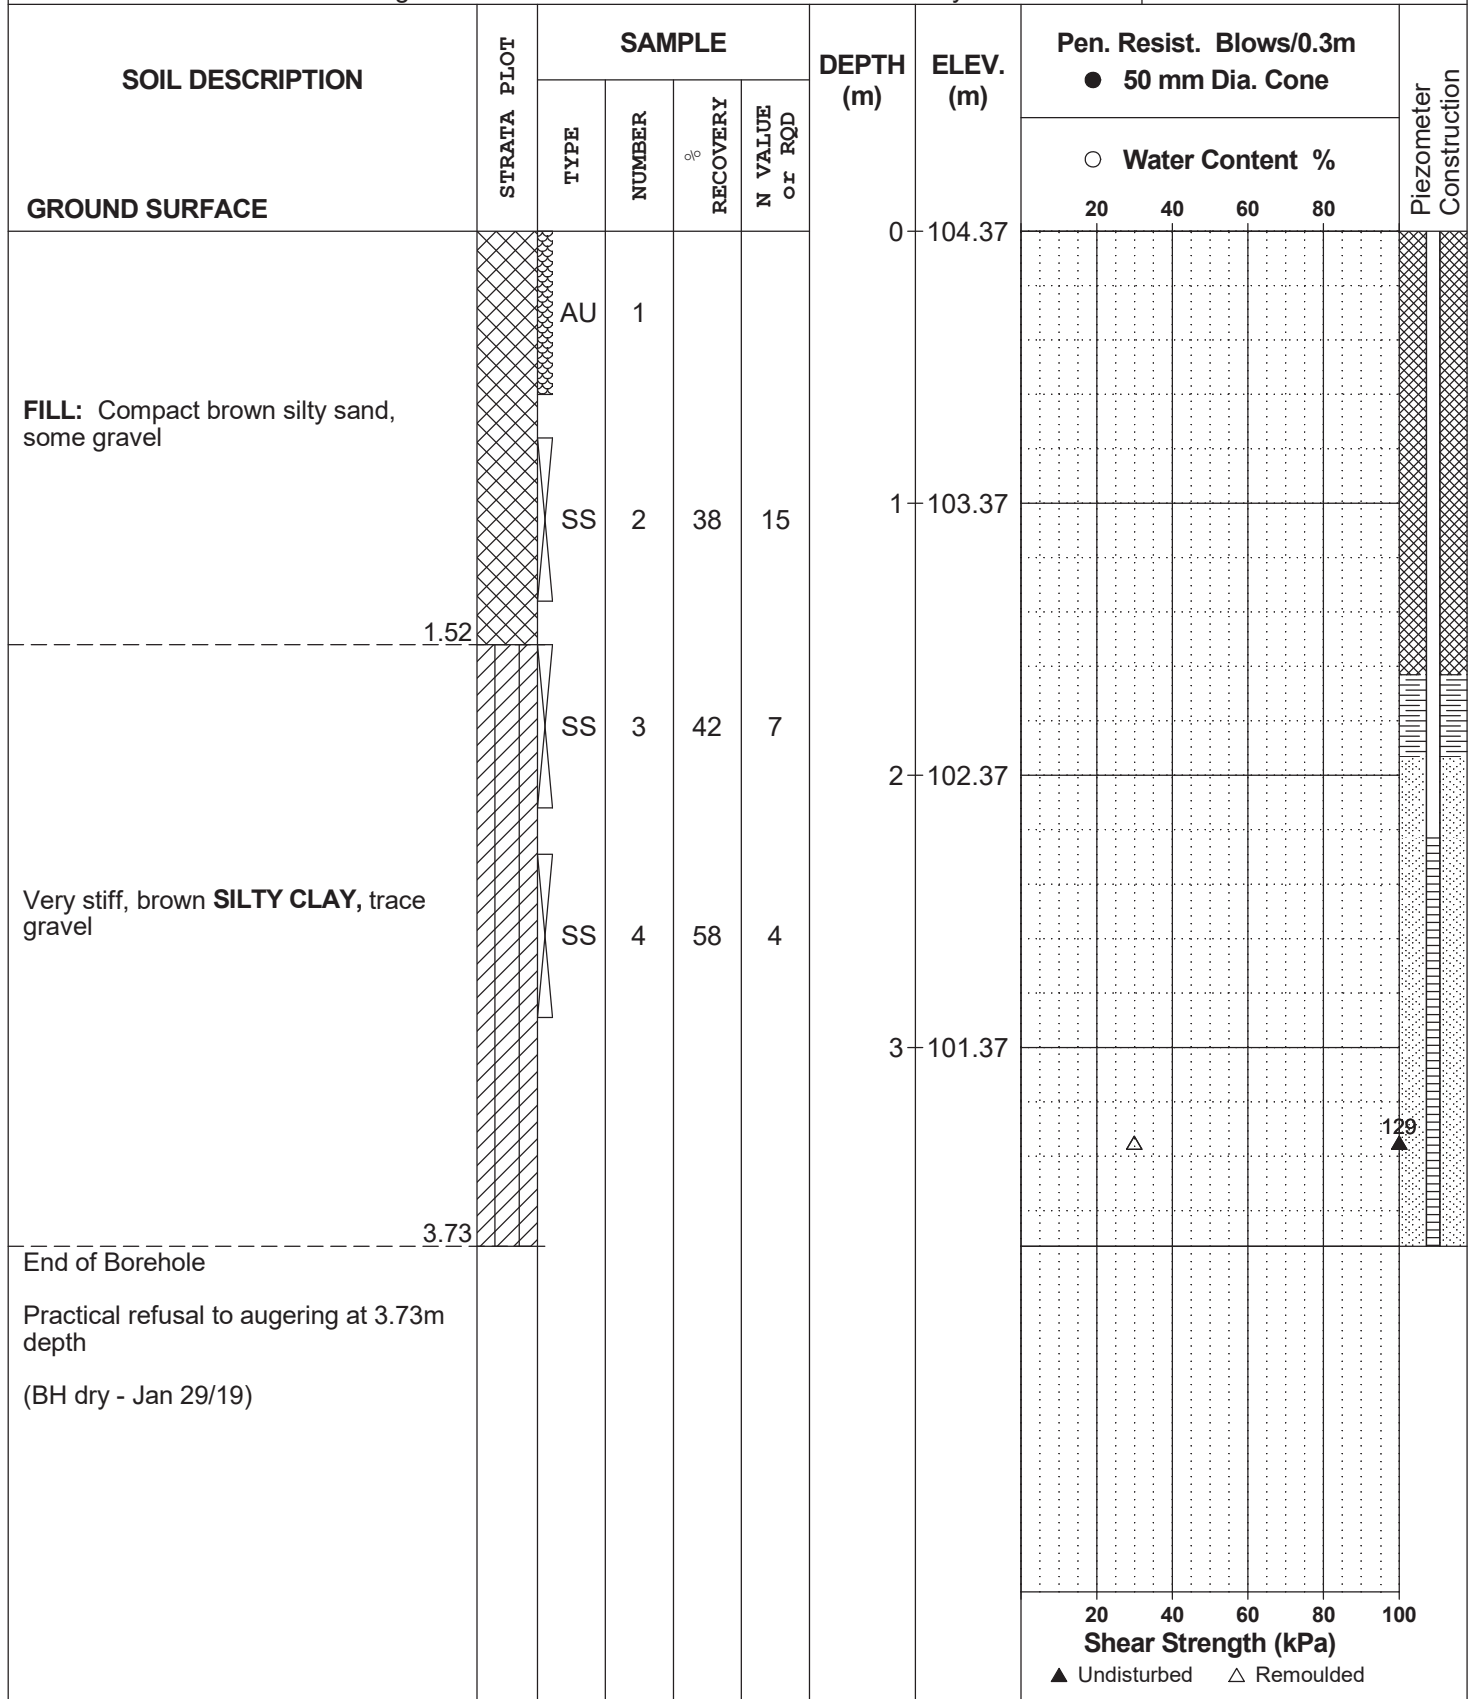 SOIL DESCRIPTION
GROUND SURFACE
STRATA PLOT
SAMPLE
TYPE
NUMBER
%
RECOVERY
N VALUE
or RQD
DEPTH
(m)
ELEV.
(m)
Pen. Resist. Blows/0.3m
● 50 mm Dia. Cone
○ Water Content %
20 40 60 80
Piezometer
Construction
0 104.37
AU 1
FILL: Compact brown silty sand,
some gravel
1 103.37
SS 2 38 15
1.52
SS 3 42 7
2 102.37
Very stiff, brown SILTY CLAY, trace
gravel
SS 4 58 4
3 101.37
129
3.73
End of Borehole
Practical refusal to augering at 3.73m
depth
(BH dry - Jan 29/19)
20 40 60 80 100
Shear Strength (kPa)
▲ Undisturbed △ Remoulded